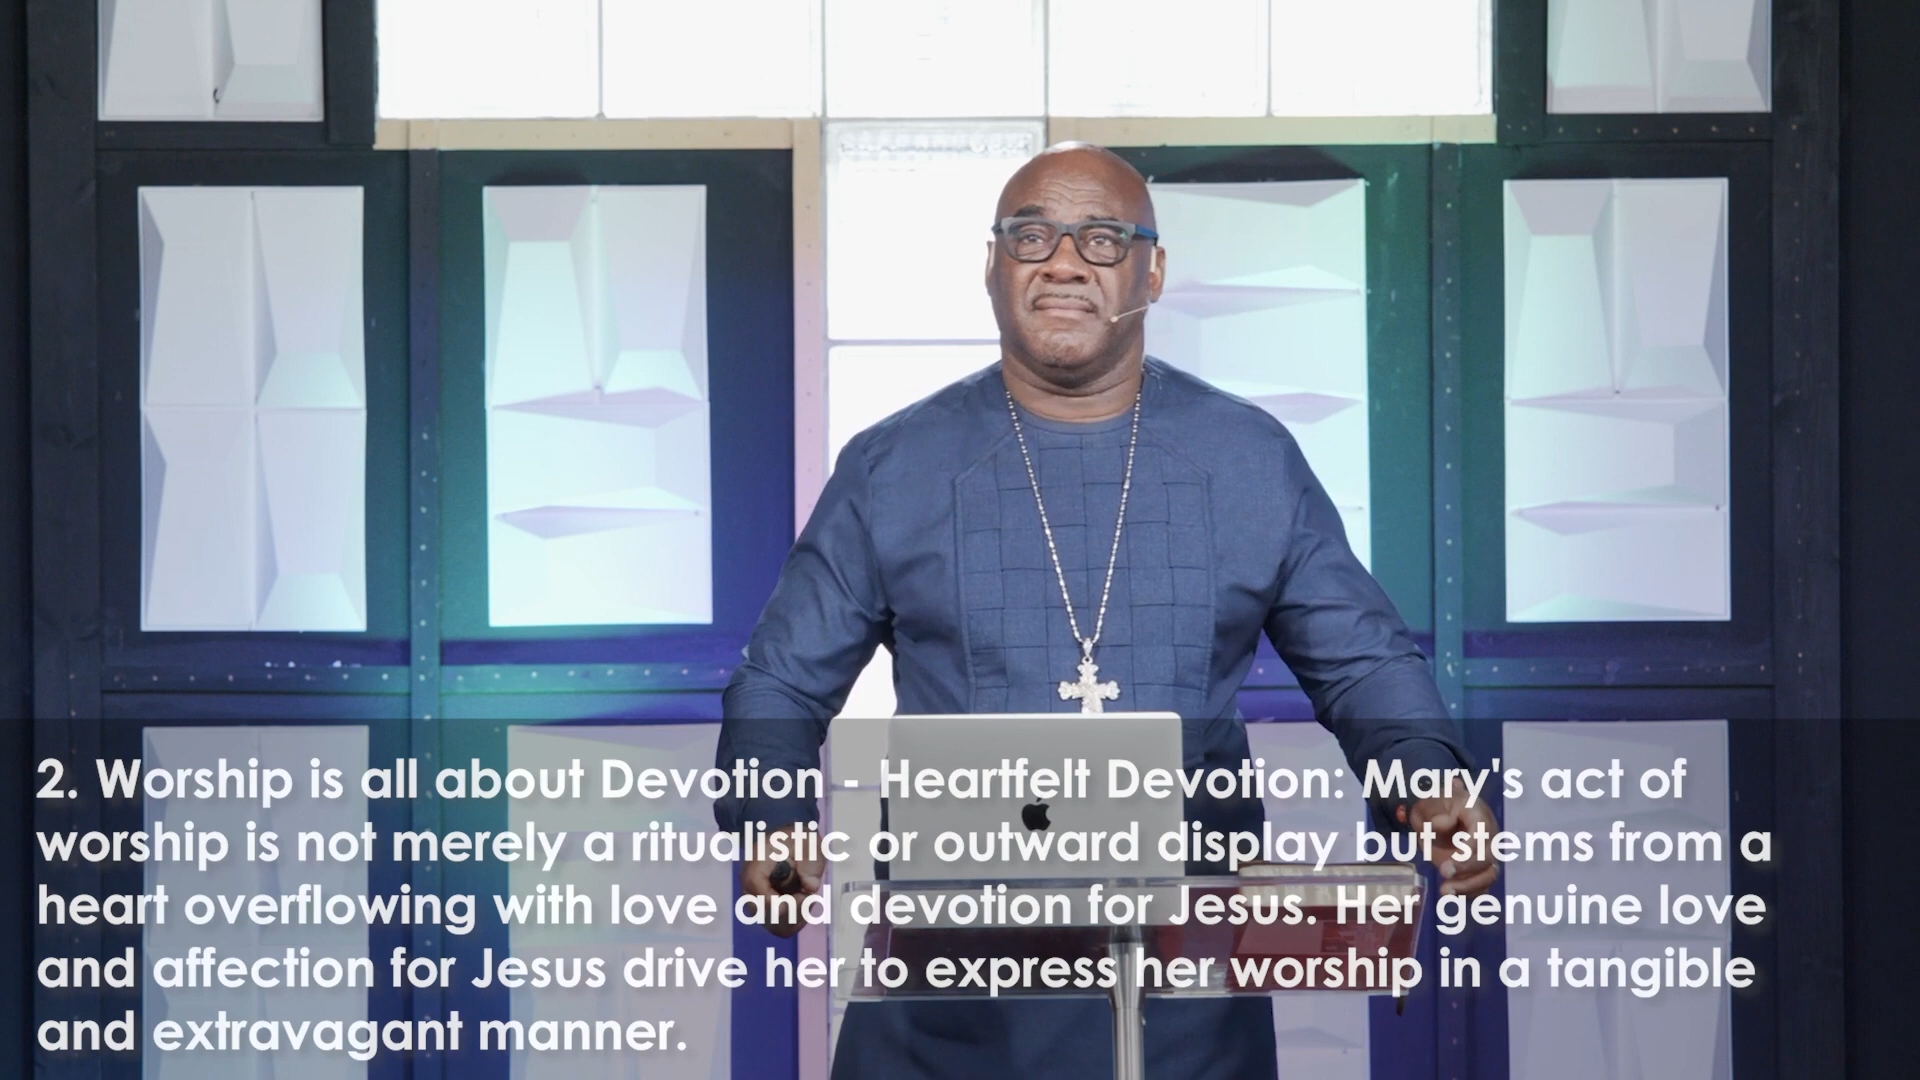 2. Worship is all about Devotion - Heartfelt Devotion: Mary's act of
worship is not merely a ritualistic or outward display but stems from a
heart overflowing with love and devotion for Jesus. Her genuine love
and affection for Jesus drive her to express her worship in a tangible
and extravagant manner.